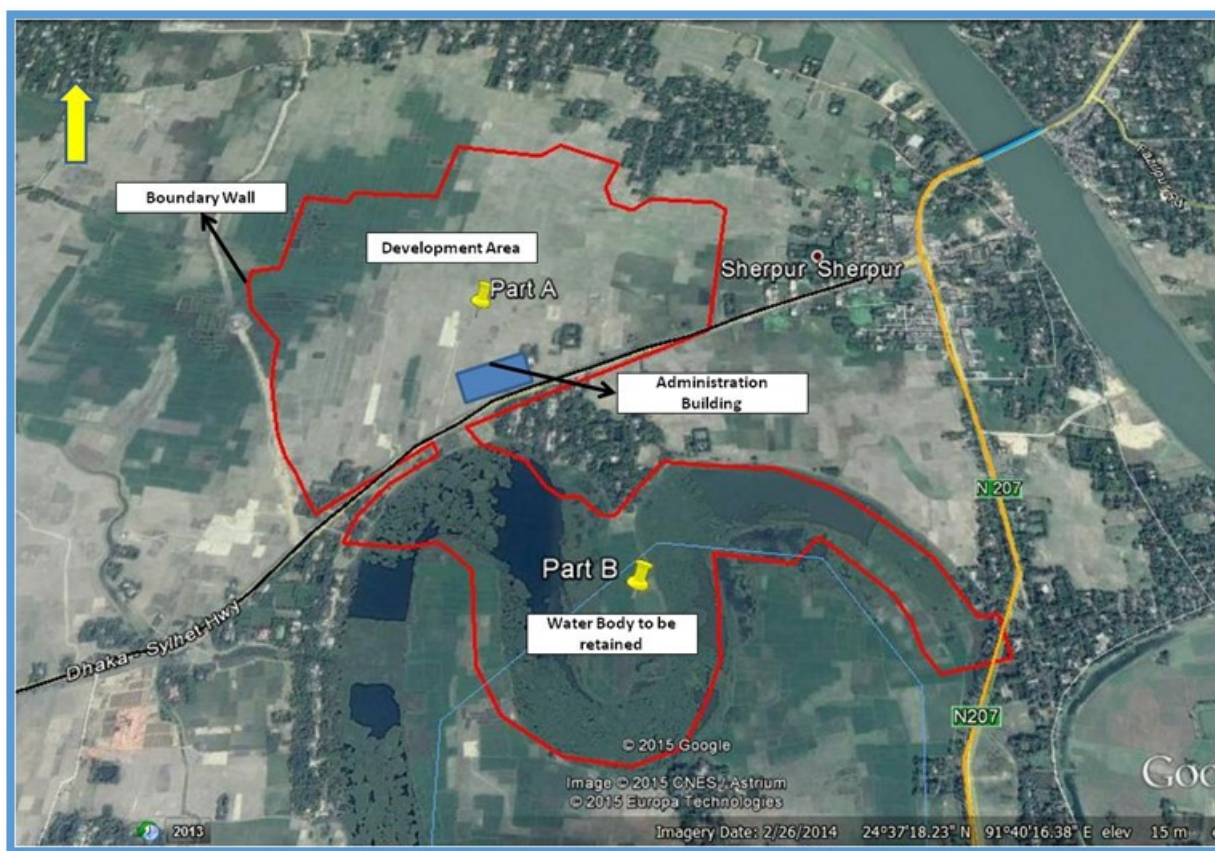 Boundary Wall
Development Area
Part A
Sherpur Sherpur
Administration
Building
N 207
Part B
Water Body to be
retained
Dhaka - Sylhet Hwy
N207
© 2015 Google
Image © 2015 CNES / Astrium
© 2015 Europa Technologies
Goo
2013
Imagery Date: 2/26/2014 24°37'18.23" N 91°40'16.38" E elev 15 m